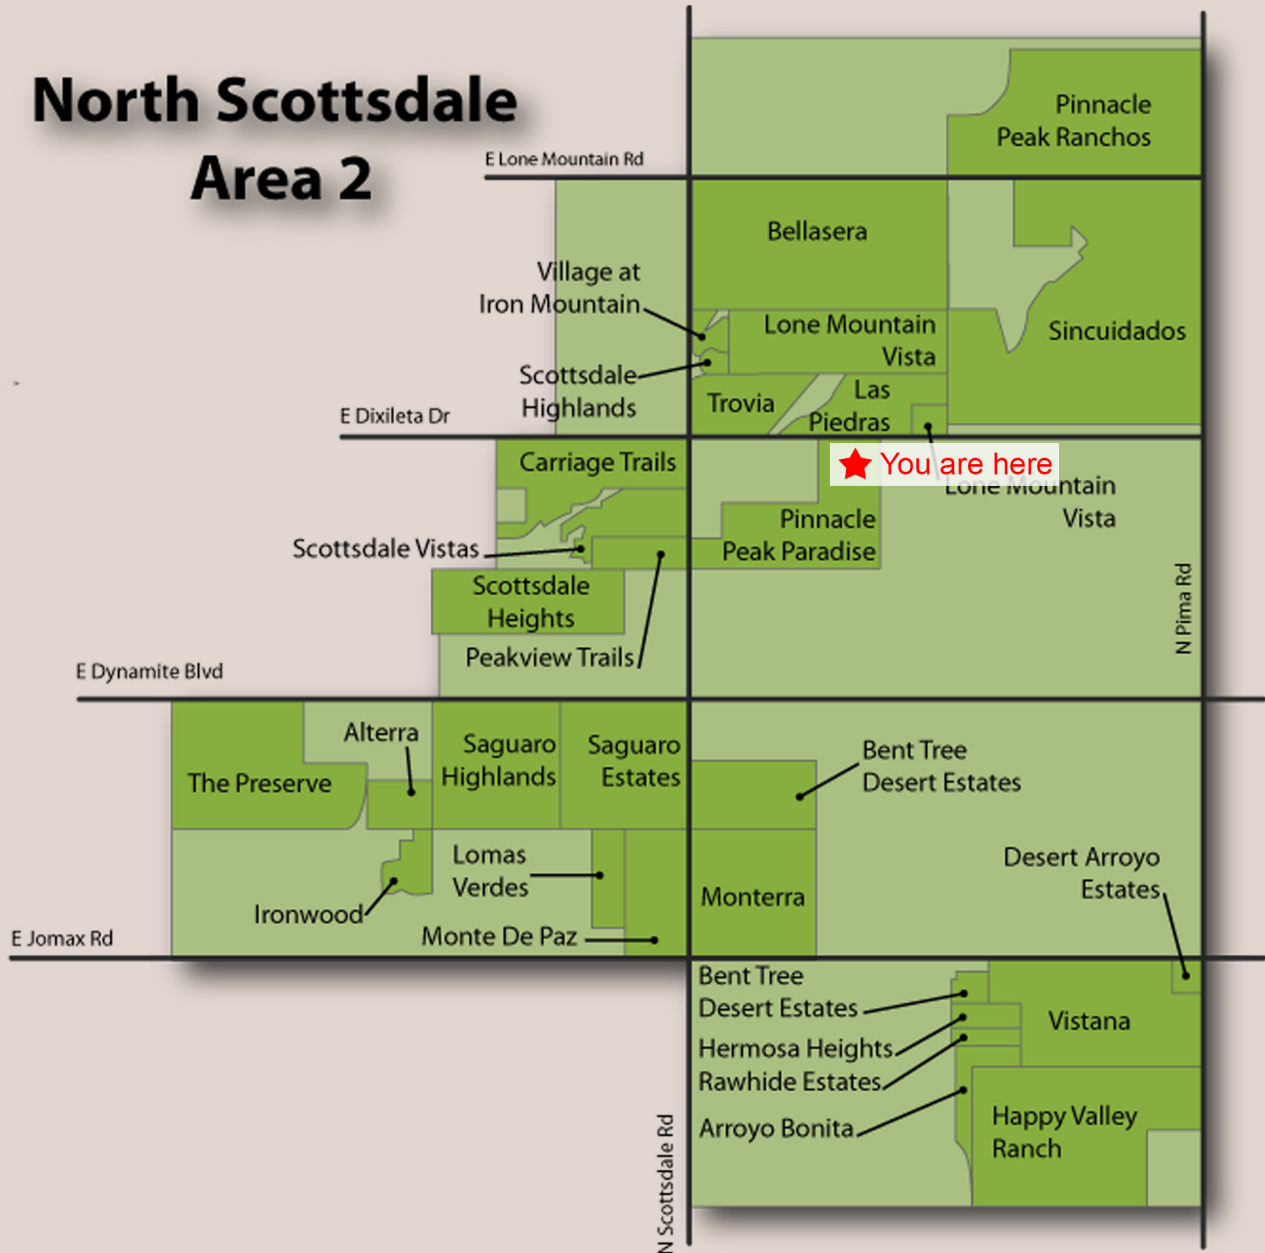 North Scottsdale
Area 2
E Lone Mountain Rd
Pinnacle
Peak Ranchos
Bellasera
Village at
Iron Mountain
Lone Mountain
Vista
Sincuidados
Scottsdale
Highlands
Trovia
Las
Piedras
E Dixileta Dr
Carriage Trails
You are here
Lone Mountain
Vista
Scottsdale Vistas
Pinnacle
Peak Paradise
Scottsdale
Heights
Peakview Trails
N Pima Rd
E Dynamite Blvd
Alterra
The Preserve
Saguaro
Highlands
Saguaro
Estates
Bent Tree
Desert Estates
Lomas
Verdes
Ironwood
Monte De Paz
Monterra
Desert Arroyo
Estates
E Jomax Rd
Bent Tree
Desert Estates
Hermosa Heights
Rawhide Estates
Arroyo Bonita
Vistana
Happy Valley
Ranch
N Scottsdale Rd